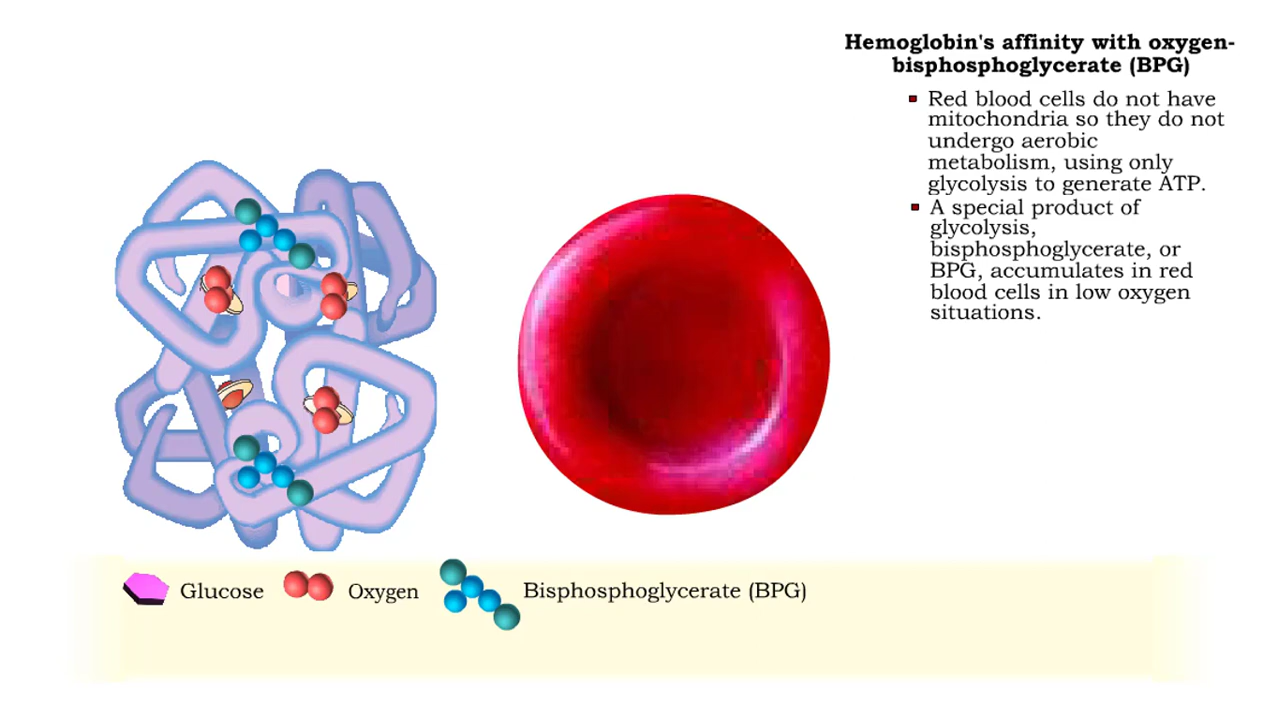 Hemoglobin's affinity with oxygen-
bisphosphoglycerate (BPG)
Red blood cells do not have
mitochondria so they do not
undergo aerobic
metabolism, using only
glycolysis to generate ATP.
A special product of
glycolysis,
bisphosphoglycerate, or
BPG, accumulates in red
blood cells in low oxygen
situations.
Glucose
Oxygen
Bisphosphoglycerate (BPG)